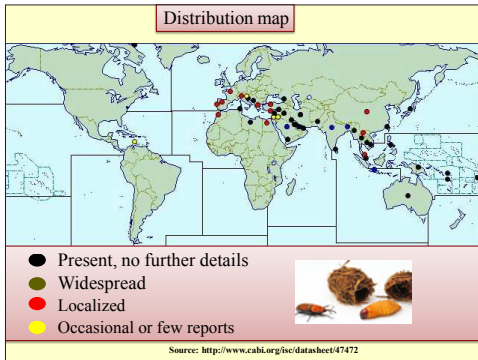 Distribution map
Present, no further details
Widespread
Localized
Occasional or few reports
Source: http://www.cabi.org/isc/datasheet/47472